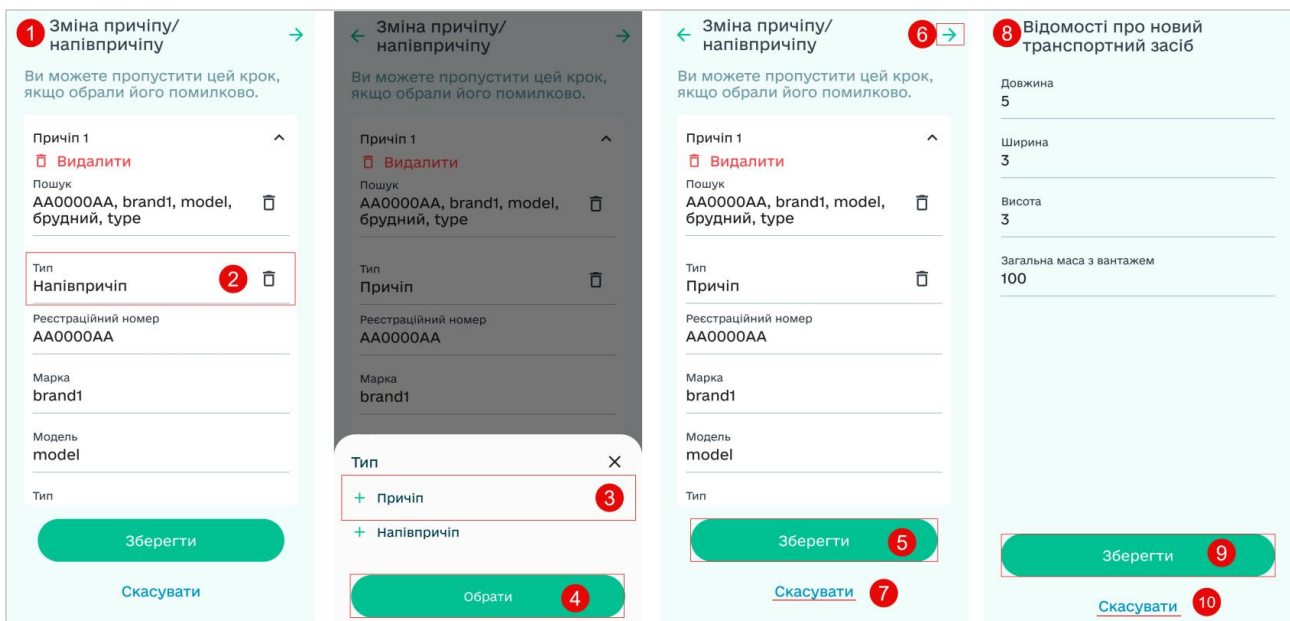 1 Зміна причіпу/
напівпричіпу
Ви можете пропустити цей крок,
якщо обрали його помилково.
Причіп 1
Видалити
Пошук
AA0000AA, brand1, model,
брудний, type
Тип
Напівпричіп 2
Реєстраційний номер
AA0000AA
Марка
brand1
Модель
model
Тип
Зберегти
Скасувати
Зміна причіпу/
напівпричіпу
Ви можете пропустити цей крок,
якщо обрали його помилково.
Причіп 1
Видалити
Пошук
AA0000AA, brand1, model,
брудний, type
Тип
Причіп
Реєстраційний номер
AA0000AA
Марка
brand1
Тип
Причіп 3
Напівпричіп
Обрати 4
Зміна причіпу/
напівпричіпу
6
Ви можете пропустити цей крок,
якщо обрали його помилково.
Причіп 1
Видалити
Пошук
AA0000AA, brand1, model,
брудний, type
Тип
Причіп
Реєстраційний номер
AA0000AA
Марка
brand1
Модель
model
Тип
Зберегти 5
Скасувати 7
8 Відомості про новий
транспортний засіб
Довжина
5
Ширина
3
Висота
3
Загальна маса з вантажем
100
Зберегти 9
Скасувати 10